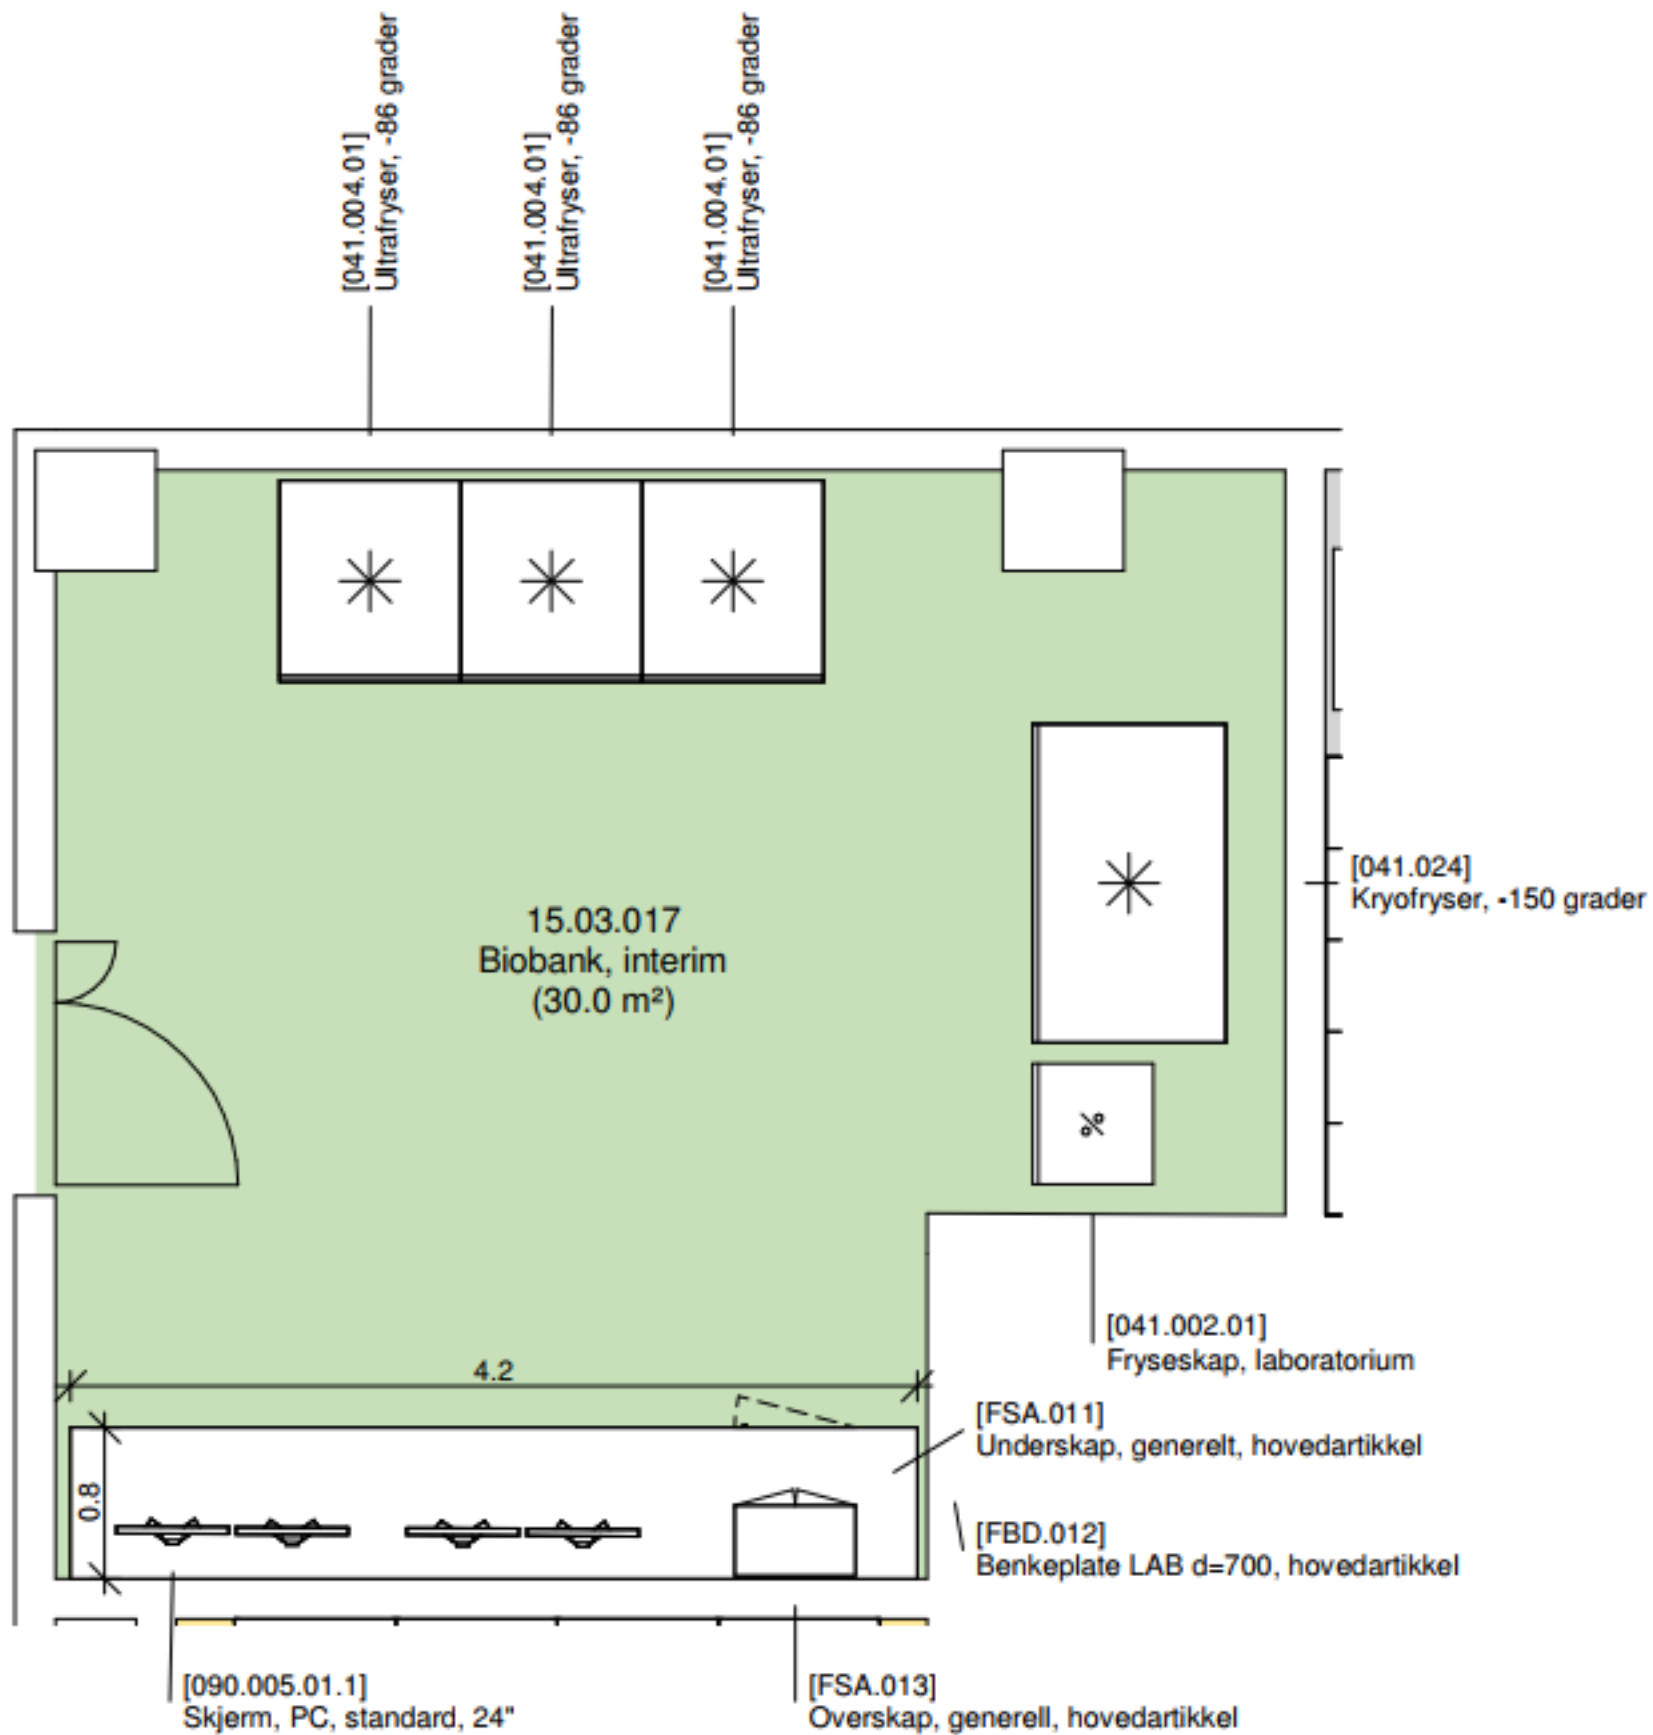 [041.004.01]
Ultrafryser, -86 grader
[041.004.01]
Ultrafryser, -86 grader
[041.004.01]
Ultrafryser, -86 grader
[041.024]
Kryofryser, -150 grader
15.03.017
Biobank, interim
(30.0 m²)
%
[041.002.01]
Fryseskap, laboratorium
4.2
[FSA.011]
Underskap, generelt, hovedartikkel
0.8
[FBD.012]
Benkeplate LAB d=700, hovedartikkel
[090.005.01.1]
Skjerm, PC, standard, 24"
[FSA.013]
Overskap, generell, hovedartikkel